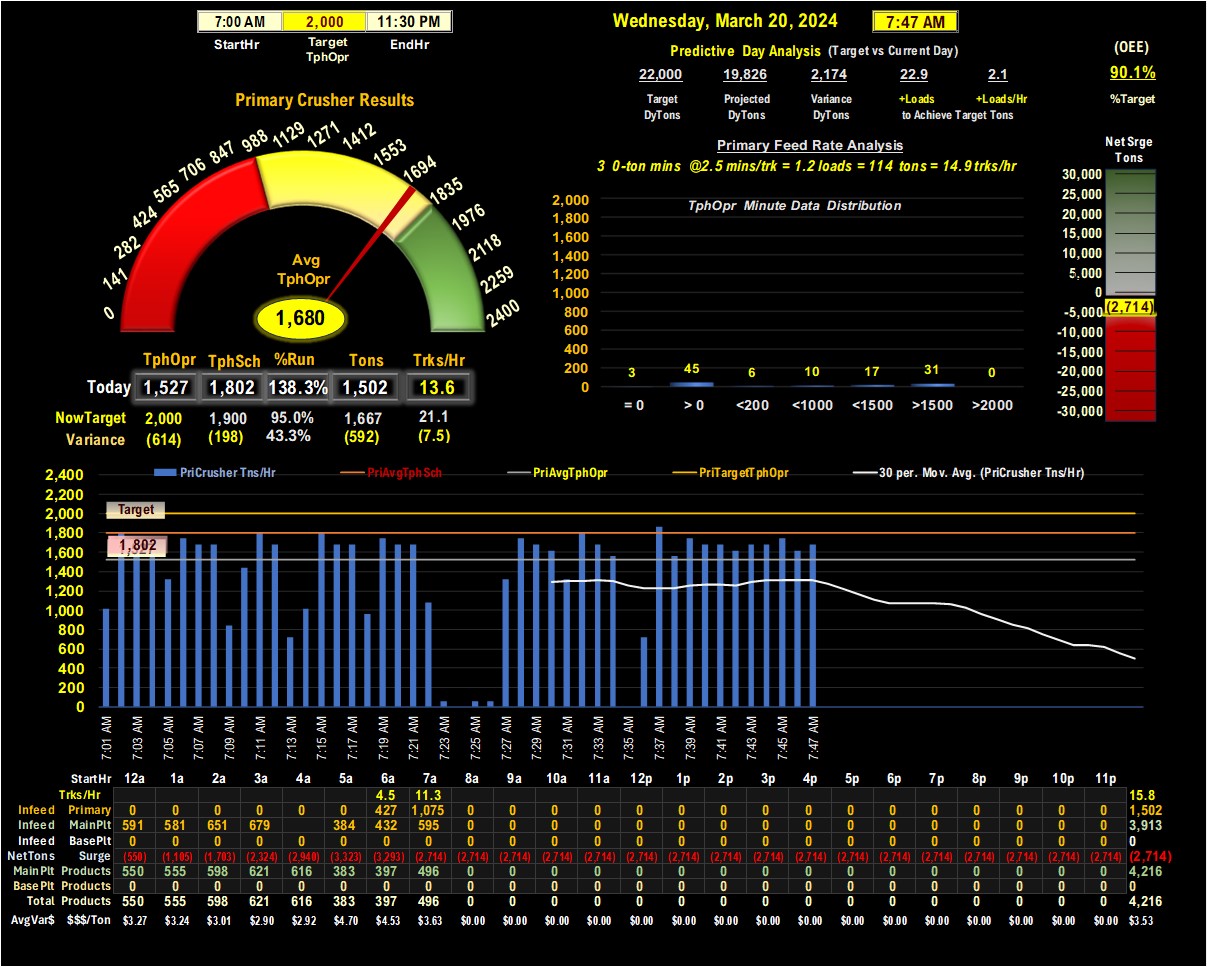 7:00 AM 2,000 11:30 PM
StartHr Target TphOpr EndHr
Wednesday, March 20, 2024 7:47 AM
Predictive Day Analysis (Target vs Current Day)
22,000 19,826 2,174 22.9 2.1
Target Projected Variance +Loads +Loads/Hr
DyTons DyTons DyTons to Achieve Target Tons
(OEE)
90.1%
%Target
Primary Crusher Results
0 141 282 424 565 706 847 988 1129 1271 1412 1553 1694 1835 1976 2118 2259 2400
Avg
TphOpr
1,680
TphOpr TphSch %Run Tons Trks/Hr
Today 1,527 1,802 138.3% 1,502 13.6
NowTarget 2,000 1,900 95.0% 1,667 21.1
Variance (614) (198) 43.3% (592) (7.5)
Primary Feed Rate Analysis
3 0-ton mins @2.5 mins/trk = 1.2 loads = 114 tons = 14.9 trks/hr
TphOpr Minute Data Distribution
2,000
1,800
1,600
1,400
1,200
1,000
800
600
400
200
0
3 45 6 10 17 31 0
= 0 > 0 <200 <1000 <1500 >1500 >2000
Net Srge
Tons
30,000
25,000
20,000
15,000
10,000
5,000
0
(2,714)
-5,000
-10,000
-15,000
-20,000
-25,000
-30,000
PriCrusher Tns/Hr PriAvgTphSch PriAvgTphOpr PriTargetTphOpr 30 per. Mov. Avg. (PriCrusher Tns/Hr)
2,400
2,200
2,000
1,800
1,600
1,400
1,200
1,000
800
600
400
200
0
Target
1,802
7:01 AM 7:03 AM 7:05 AM 7:07 AM 7:09 AM 7:11 AM 7:13 AM 7:15 AM 7:17 AM 7:19 AM 7:21 AM 7:23 AM 7:25 AM 7:27 AM 7:29 AM 7:31 AM 7:33 AM 7:35 AM 7:37 AM 7:39 AM 7:41 AM 7:43 AM 7:45 AM 7:47 AM
StartHr 12a 1a 2a 3a 4a 5a 6a 7a 8a 9a 10a 11a 12p 1p 2p 3p 4p 5p 6p 7p 8p 9p 10p 11p
Trks/Hr 4.5 11.3 15.8
Infeed Primary 0 0 0 0 0 0 427 1,075 0 0 0 0 0 0 0 0 0 0 0 0 0 0 0 0 1,502
Infeed MainPlt 591 581 651 679 384 432 595 0 0 0 0 0 0 0 0 0 0 0 0 0 0 0 0 3,913
Infeed BasePlt 0 0 0 0 0 0 0 0 0 0 0 0 0 0 0 0 0 0 0 0 0 0 0 0 0
NetTons Surge (550) (1,105) (1,703) (2,324) (2,940) (3,323) (3,293) (2,714) (2,714) (2,714) (2,714) (2,714) (2,714) (2,714) (2,714) (2,714) (2,714) (2,714) (2,714) (2,714) (2,714) (2,714) (2,714) (2,714) (2,714)
MainPlt Products 550 555 598 621 616 383 397 496 0 0 0 0 0 0 0 0 0 0 0 0 0 0 0 0 4,216
Base Plt Products 0 0 0 0 0 0 0 0 0 0 0 0 0 0 0 0 0 0 0 0 0 0 0 0 0
Total Products 550 555 598 621 616 383 397 496 0 0 0 0 0 0 0 0 0 0 0 0 0 0 0 0 4,216
AvgVar$ $$$/Ton $3.27 $3.24 $3.01 $2.90 $2.92 $4.70 $4.53 $3.63 $0.00 $0.00 $0.00 $0.00 $0.00 $0.00 $0.00 $0.00 $0.00 $0.00 $0.00 $0.00 $0.00 $0.00 $0.00 $0.00 $3.53